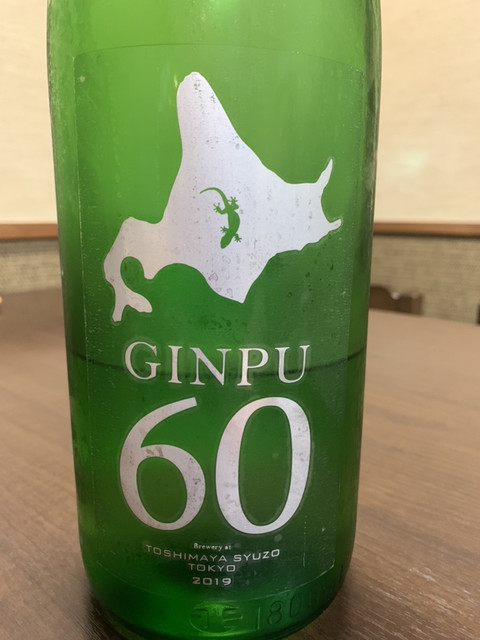 GINPU
60
Brewery at
TOSHIMAYA SYUZO
TOKYO
2019